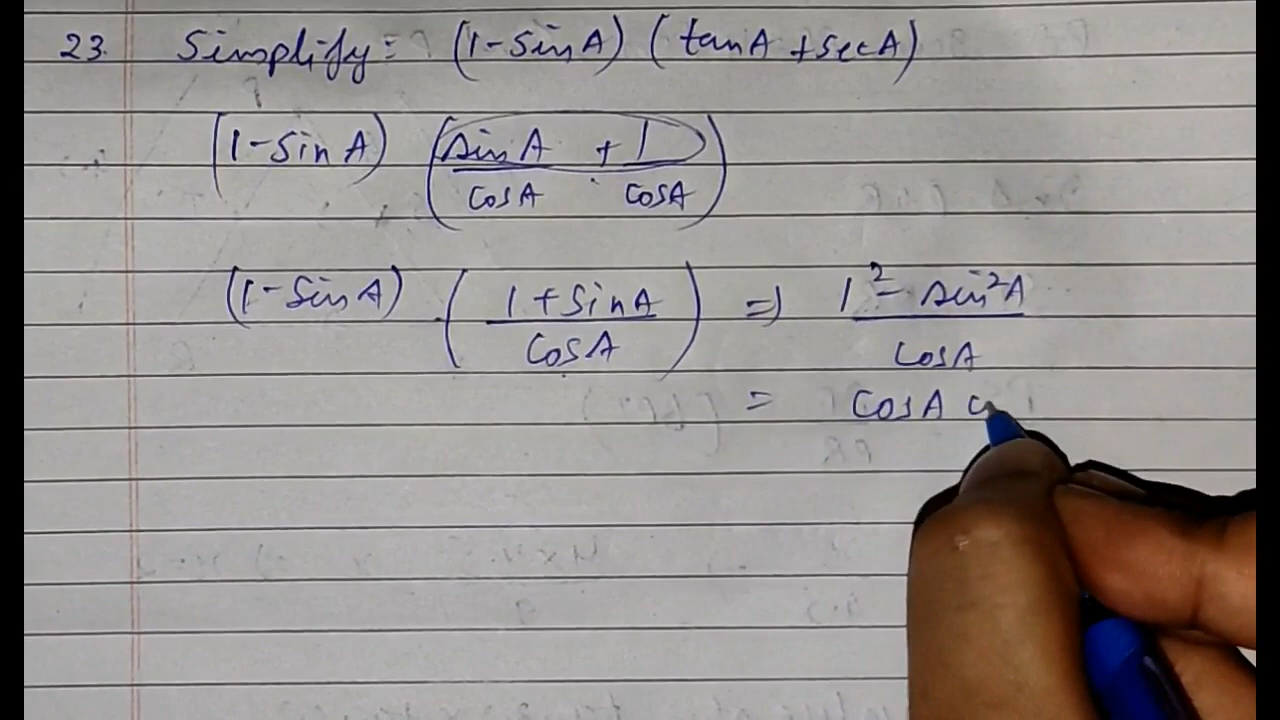 23. Simplify = (1-SinA) (tanA + SecA)
(1-Sin A) (sin A/CosA + 1/CosA)
(1-SinA) (1+SinA/CosA) => 1²-sin²A/CosA
= CosA c